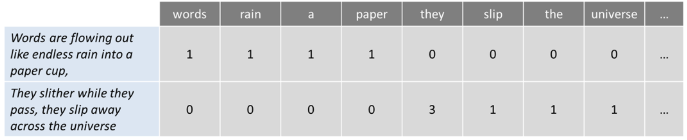 words rain a paper they slip the universe ...
Words are flowing out
like endless rain into a
paper cup,
1 1 1 1 0 0 0 0 ...
They slither while they
pass, they slip away
across the universe
0 0 0 0 3 1 1 1 ...